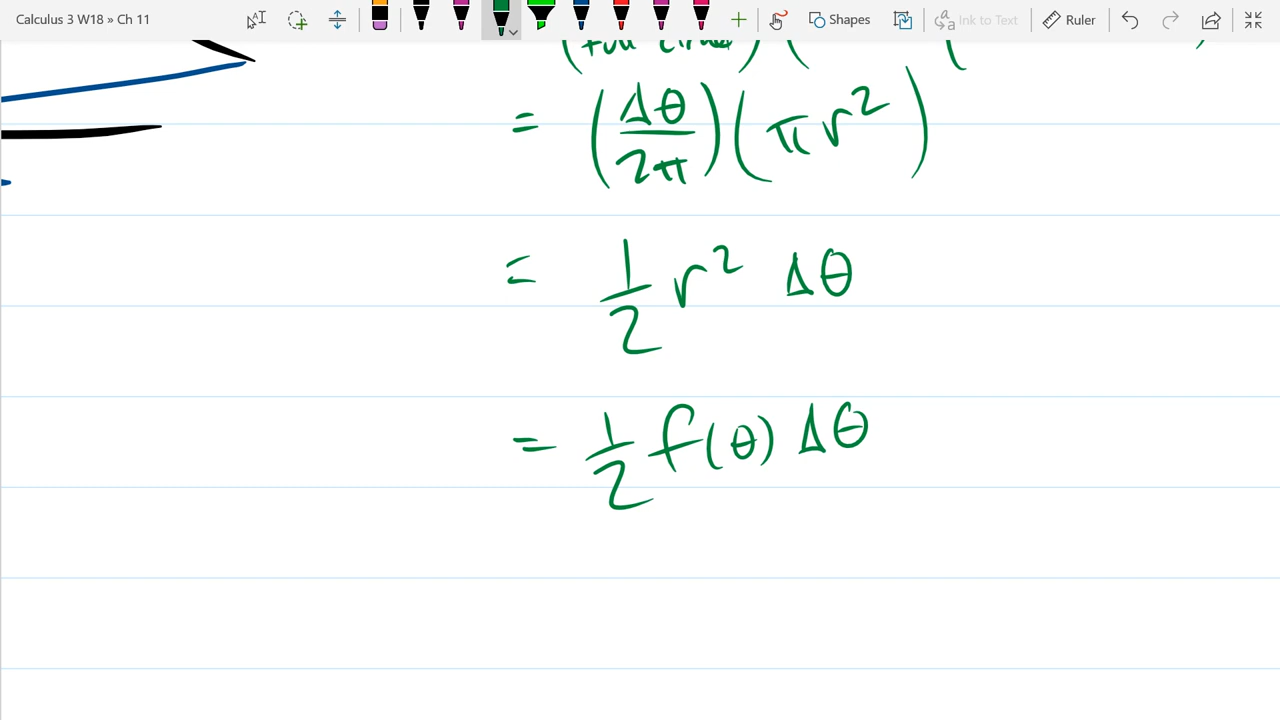 Calculus 3 W18 » Ch 11
Shapes
Ink to Text
Ruler
= (Δθ/2π)(πr²)
= 1/2 r² Δθ
= 1/2 f(θ) Δθ